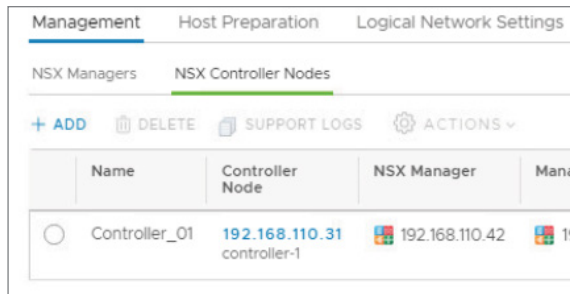 Management Host Preparation Logical Network Settings
NSX Managers NSX Controller Nodes
+ ADD DELETE SUPPORT LOGS ACTIONS
Name Controller NSX Manager
Node
Controller_01 192.168.110.31 192.168.110.42
controller-1